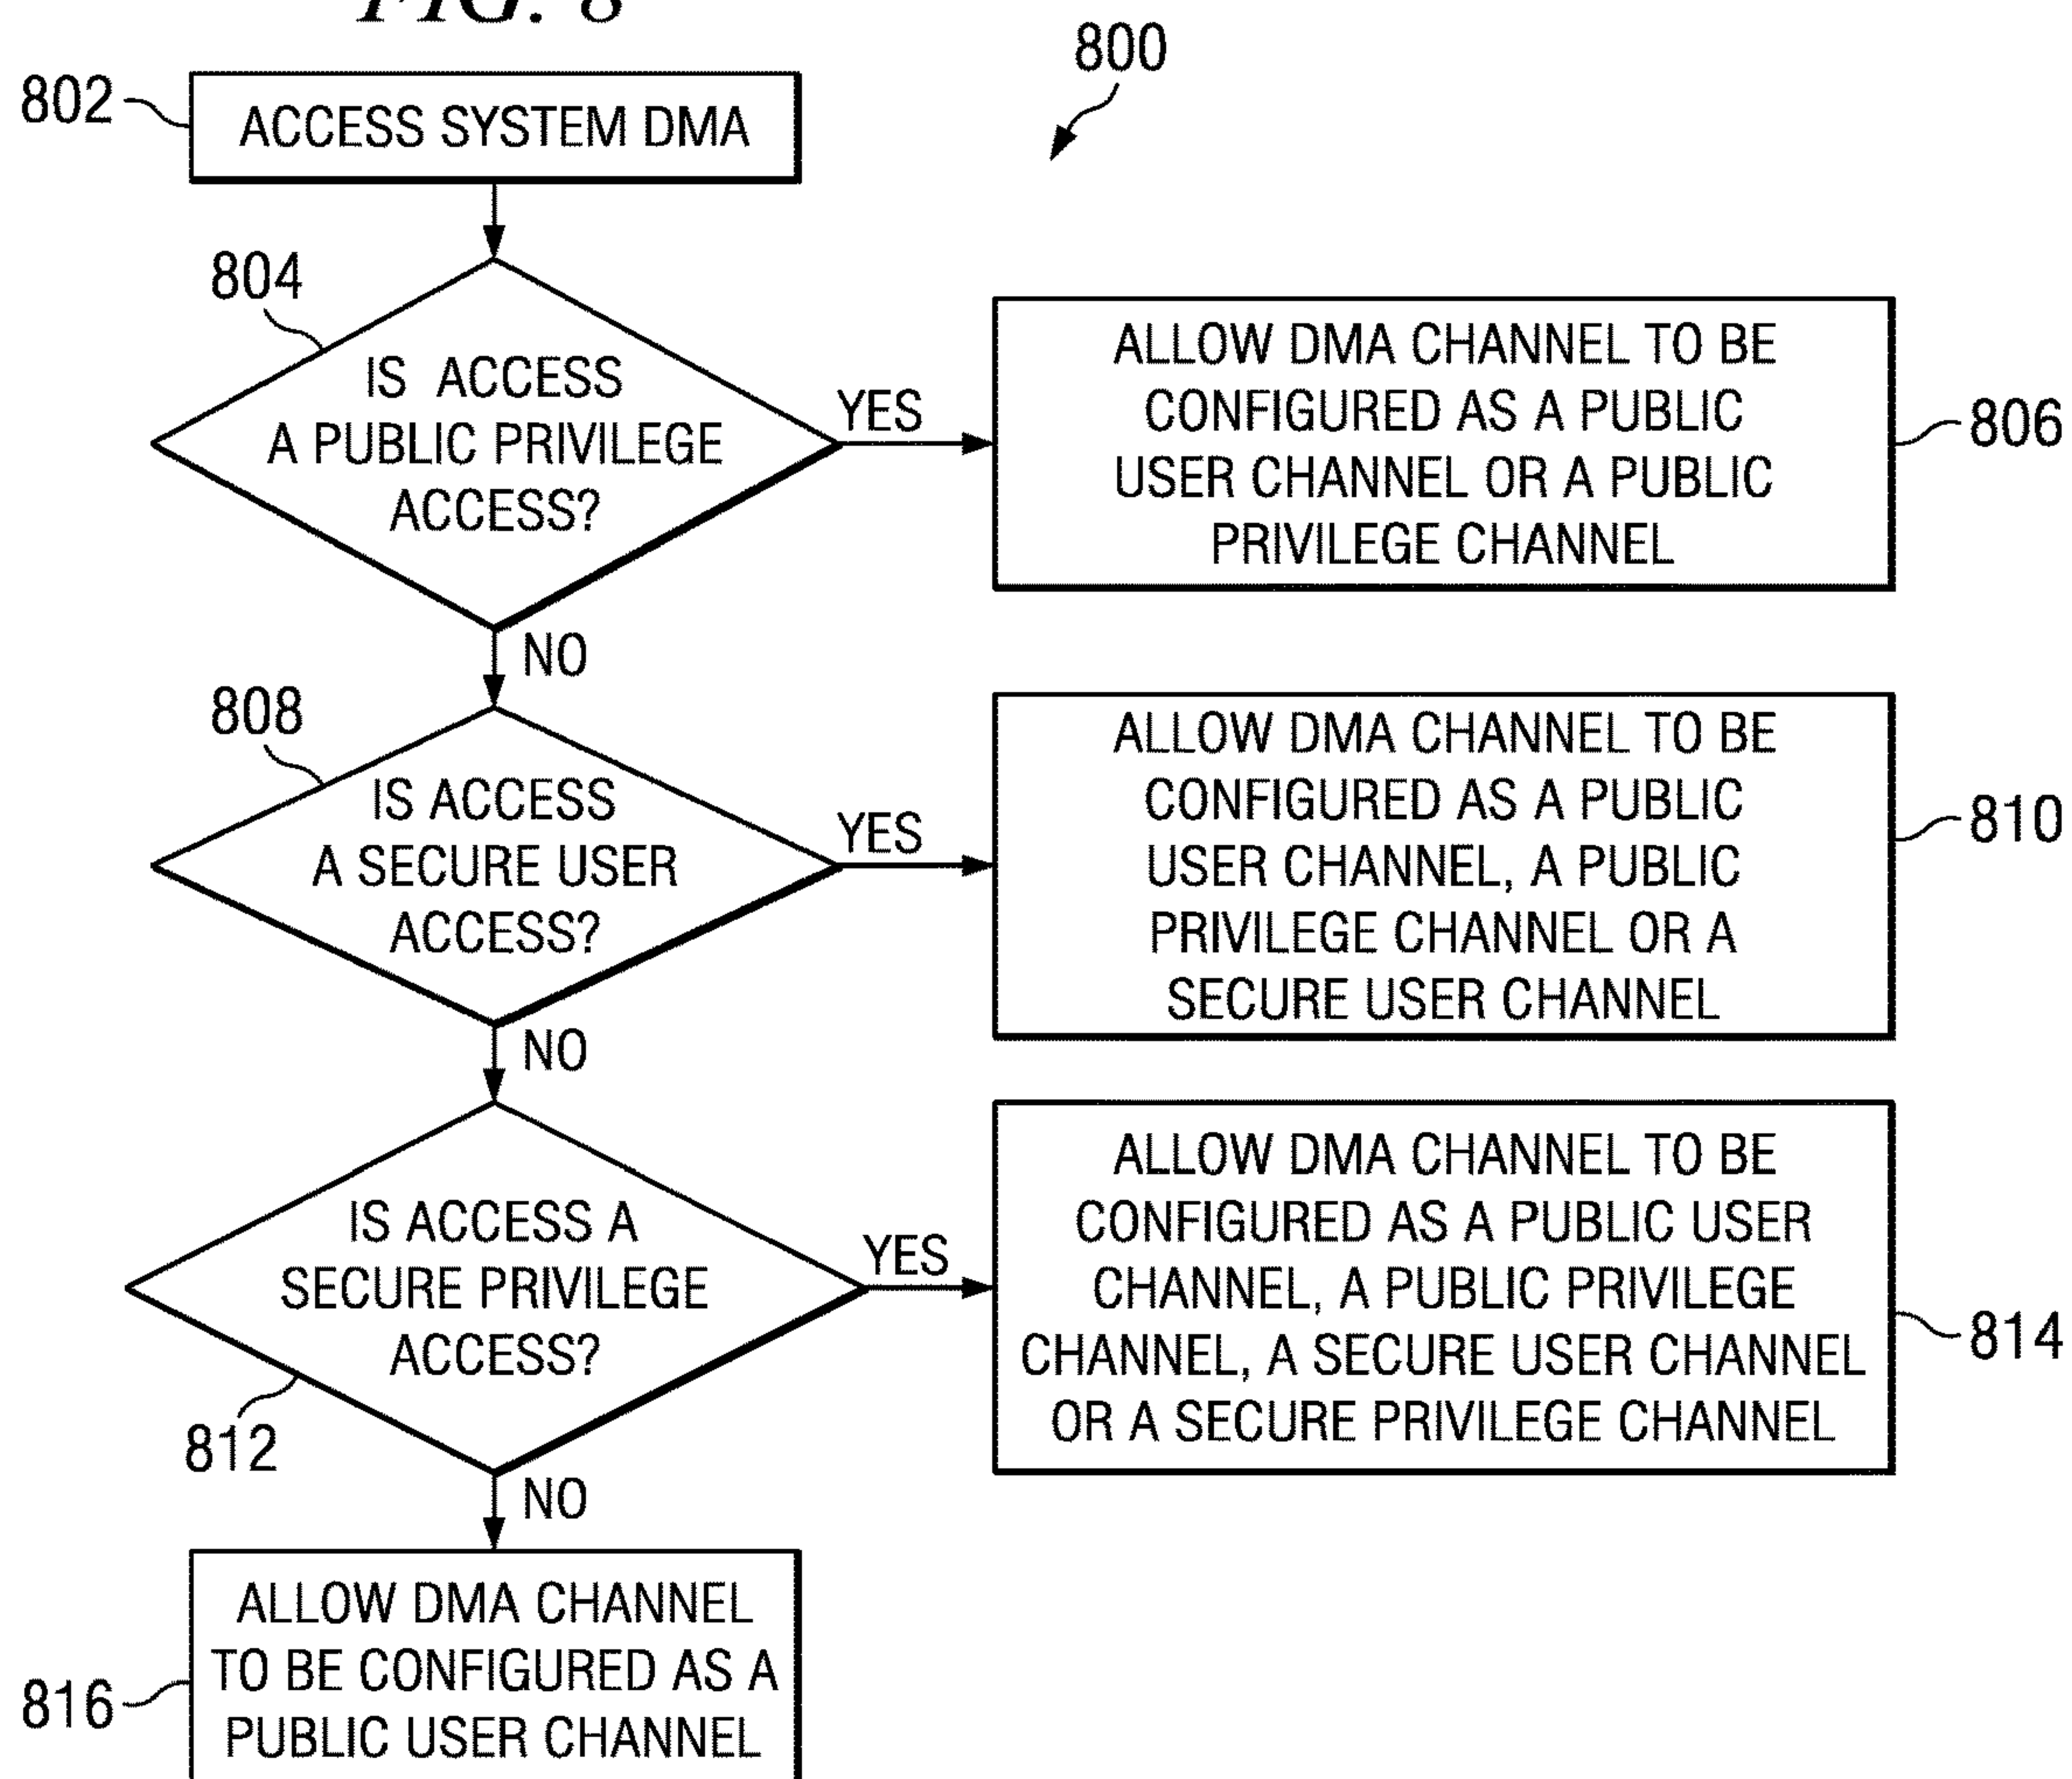 FIG. 8
800
802
ACCESS SYSTEM DMA
804
IS ACCESS
A PUBLIC PRIVILEGE
ACCESS?
YES
ALLOW DMA CHANNEL TO BE
CONFIGURED AS A PUBLIC
USER CHANNEL OR A PUBLIC
PRIVILEGE CHANNEL
806
NO
808
IS ACCESS
A SECURE USER
ACCESS?
YES
ALLOW DMA CHANNEL TO BE
CONFIGURED AS A PUBLIC
USER CHANNEL, A PUBLIC
PRIVILEGE CHANNEL OR A
SECURE USER CHANNEL
810
NO
IS ACCESS A
SECURE PRIVILEGE
ACCESS?
812
YES
ALLOW DMA CHANNEL TO BE
CONFIGURED AS A PUBLIC USER
CHANNEL, A PUBLIC PRIVILEGE
CHANNEL, A SECURE USER CHANNEL
OR A SECURE PRIVILEGE CHANNEL
814
NO
ALLOW DMA CHANNEL
TO BE CONFIGURED AS A
PUBLIC USER CHANNEL
816